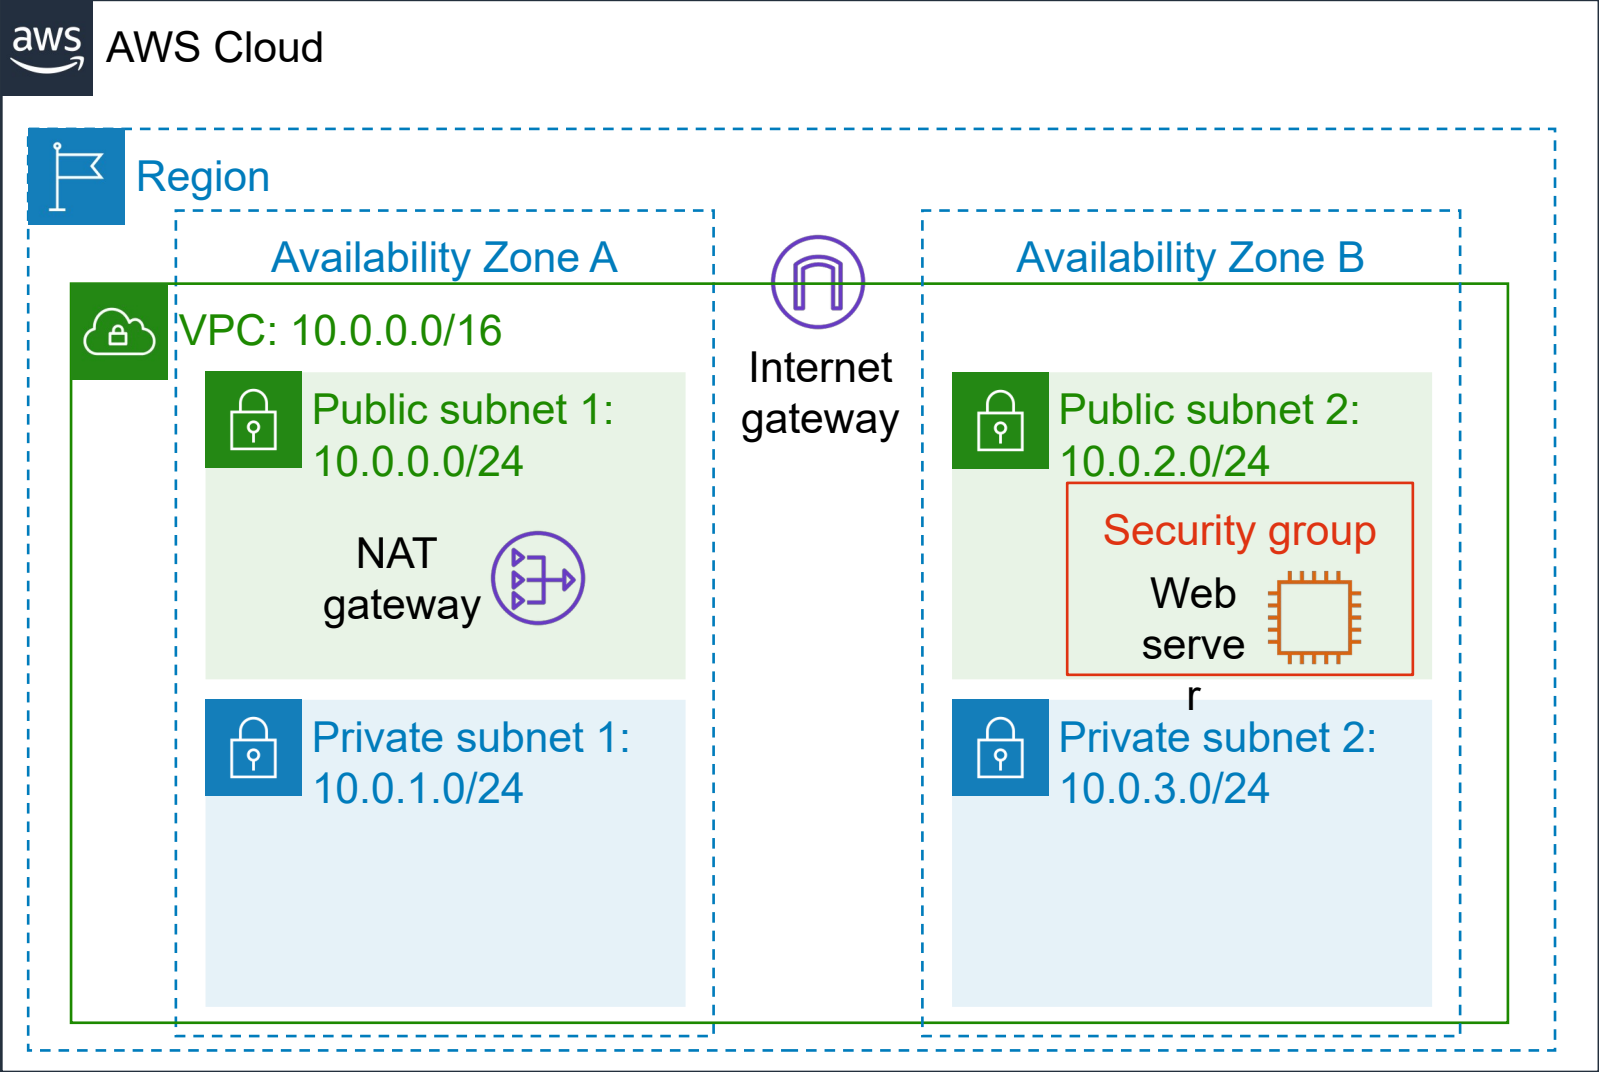 aws
AWS Cloud
Region
Availability Zone A
Availability Zone B
VPC: 10.0.0.0/16
Internet
gateway
Public subnet 1:
10.0.0.0/24
NAT
gateway
Public subnet 2:
10.0.2.0/24
Security group
Web
serve
r
Private subnet 1:
10.0.1.0/24
Private subnet 2:
10.0.3.0/24